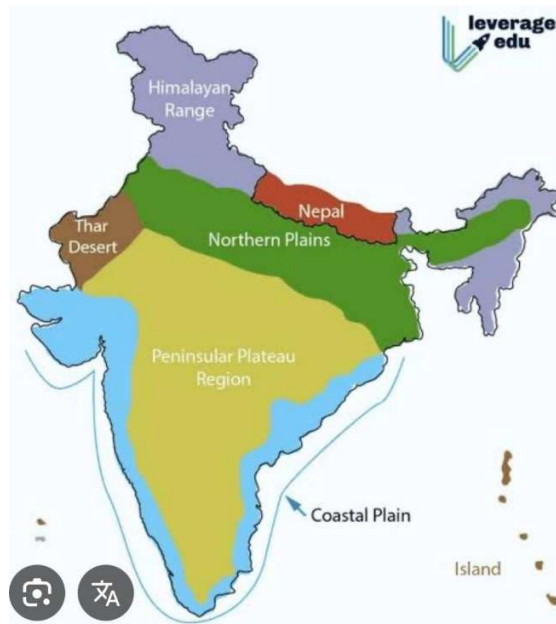 leverage
edu
Himalayan
Range
Nepal
Thar
Desert
Northern Plains
Peninsular Plateau
Region
Coastal Plain
Island